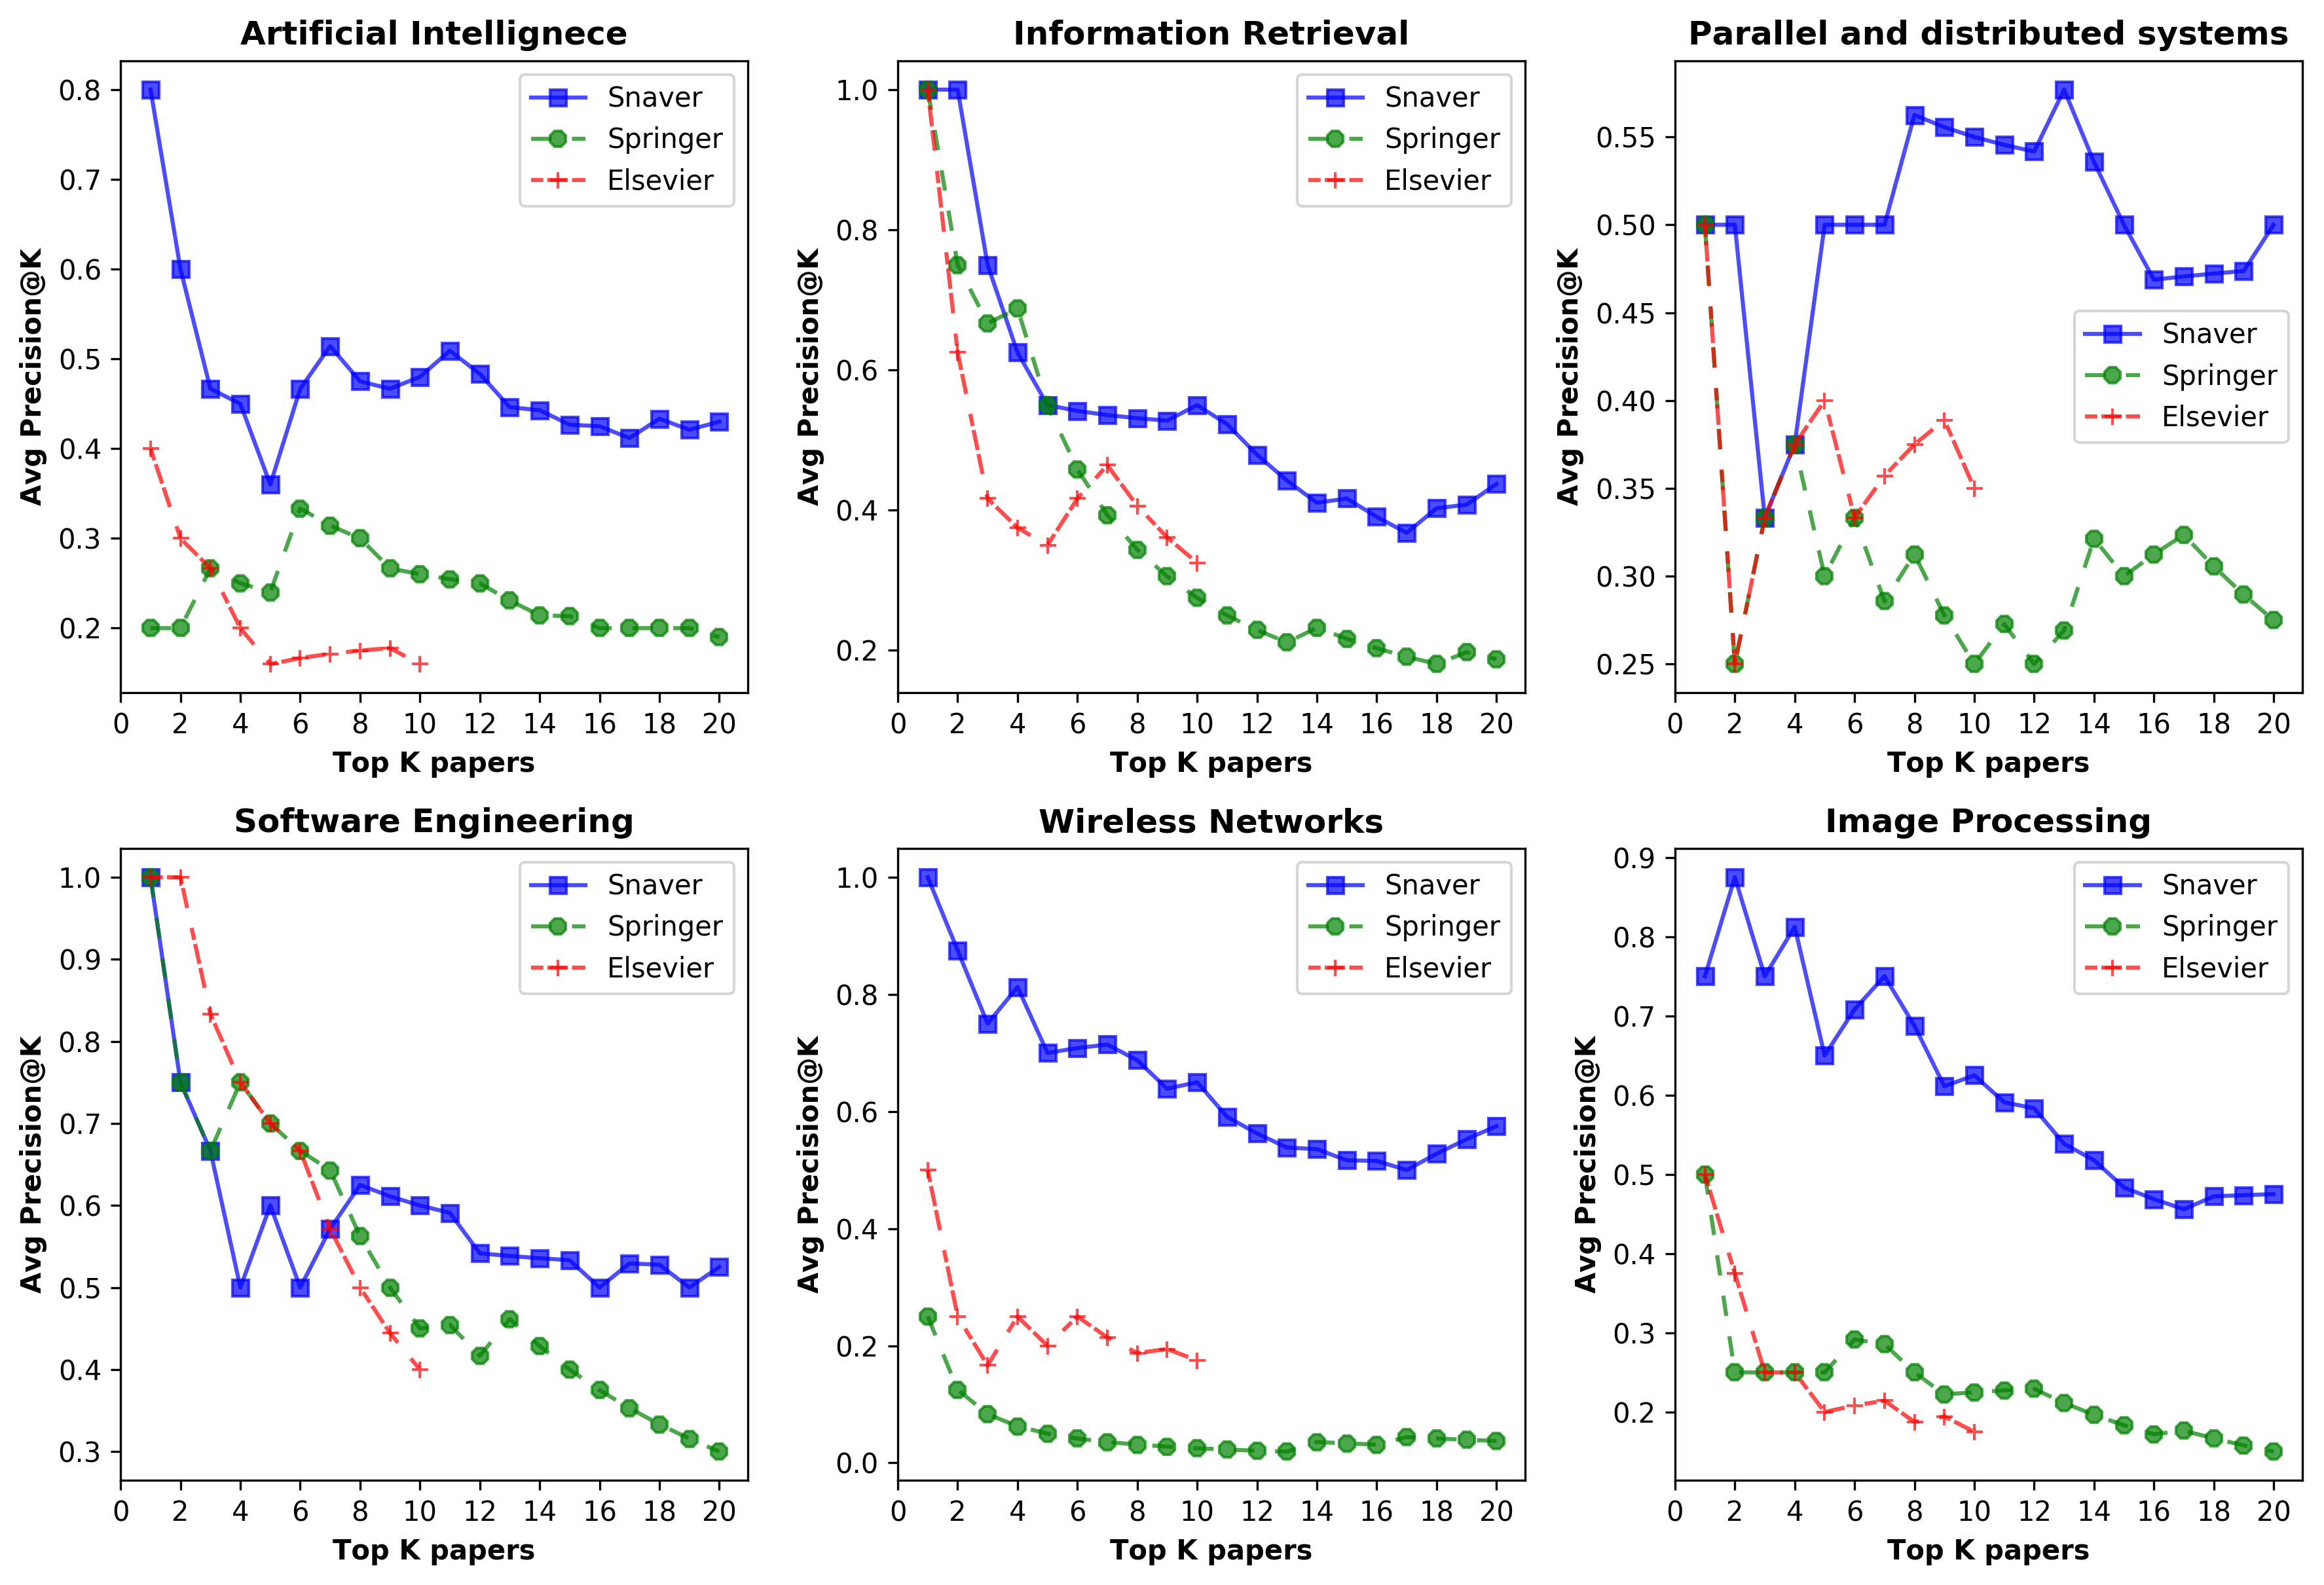 Artificial Intellignece
Avg Precision@K
0.8
0.7
0.6
0.5
0.4
0.3
0.2
Snaver
Springer
Elsevier
0 2 4 6 8 10 12 14 16 18 20
Top K papers
Information Retrieval
Avg Precision@K
1.0
0.8
0.6
0.4
0.2
Snaver
Springer
Elsevier
0 2 4 6 8 10 12 14 16 18 20
Top K papers
Parallel and distributed systems
Avg Precision@K
0.55
0.50
0.45
0.40
0.35
0.30
0.25
Snaver
Springer
Elsevier
0 2 4 6 8 10 12 14 16 18 20
Top K papers
Software Engineering
Avg Precision@K
1.0
0.9
0.8
0.7
0.6
0.5
0.4
0.3
Snaver
Springer
Elsevier
0 2 4 6 8 10 12 14 16 18 20
Top K papers
Wireless Networks
Avg Precision@K
1.0
0.8
0.6
0.4
0.2
0.0
Snaver
Springer
Elsevier
0 2 4 6 8 10 12 14 16 18 20
Top K papers
Image Processing
Avg Precision@K
0.9
0.8
0.7
0.6
0.5
0.4
0.3
0.2
Snaver
Springer
Elsevier
0 2 4 6 8 10 12 14 16 18 20
Top K papers